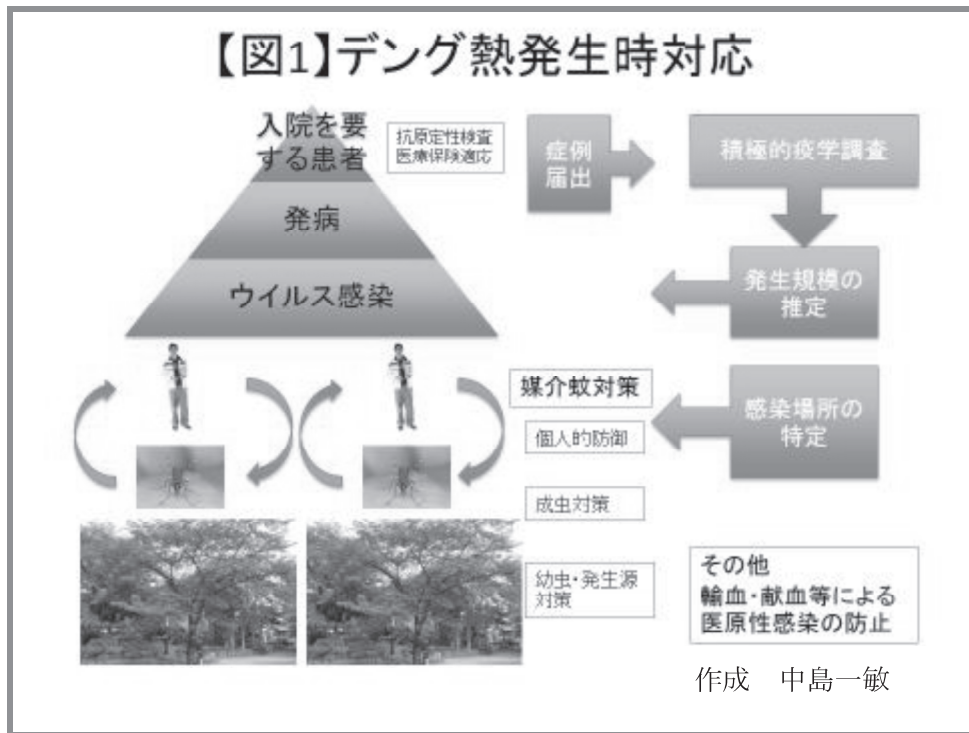 【図1】デング熱発生時対応
入院を要
する患者
抗原定性検査
医療保険適応
発病
ウイルス感染
症例
届出
積極的疫学調査
発生規模の
推定
感染場所の
特定
媒介蚊対策
個人的防御
成虫対策
幼虫・発生源
対策
その他
輸血・献血等による
医原性感染の防止
作成 中島一敏